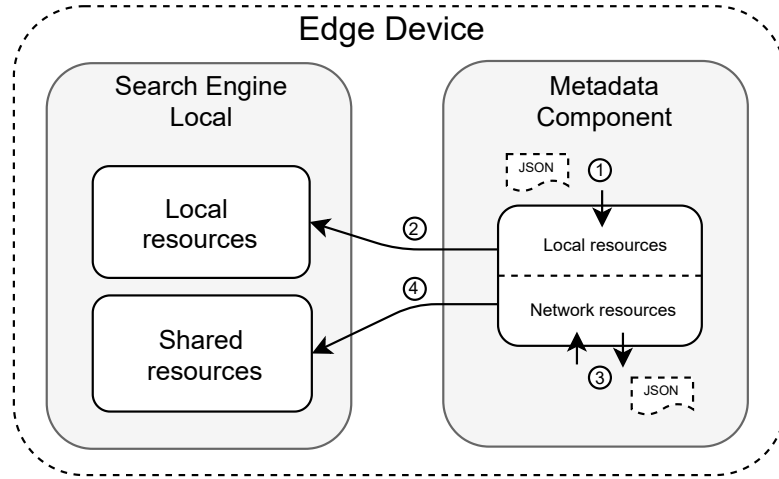 Edge Device
Search Engine
Local
Local
resources
Shared
resources
2
4
Metadata
Component
JSON
1
Local resources
Network resources
3
JSON